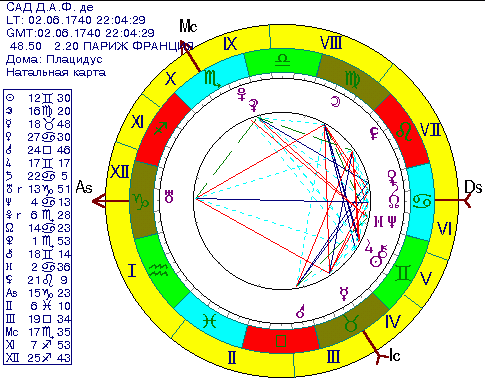 САД Д.А.Ф. де
LT: 02.06.1740 22:04:29
GMT:02.06.1740 22:04:29
48.50 2.20 ПАРИЖ ФРАНЦИЯ
Дома: Плацидус
Натальная карта
☉ 12 ♊ 30
16 ♍ 20
☿ 18 ♉ 48
♀ 27 ♋ 30
♂ 24 □ 46
♃ 17 ♊ 17
♄ 22 ♋ 5
♅ r 13 ♑ 51
♆ 4 ♋ 13
♀ r 6 ♏ 28
☊ 14 ♋ 23
1 ♏ 53
⚷ 18 ♊ 14
♓ 2 ♋ 36
21 ♌ 9
As 15 ♑ 23
II 6 ♓ 10
III 19 □ 34
Mc 17 ♏ 35
XI 7 ♐ 53
XII 25 ♐ 43
Mc
IX
VIII
X
XI
VII
XII
As
Ds
VI
I
V
II
III
IV
Ic